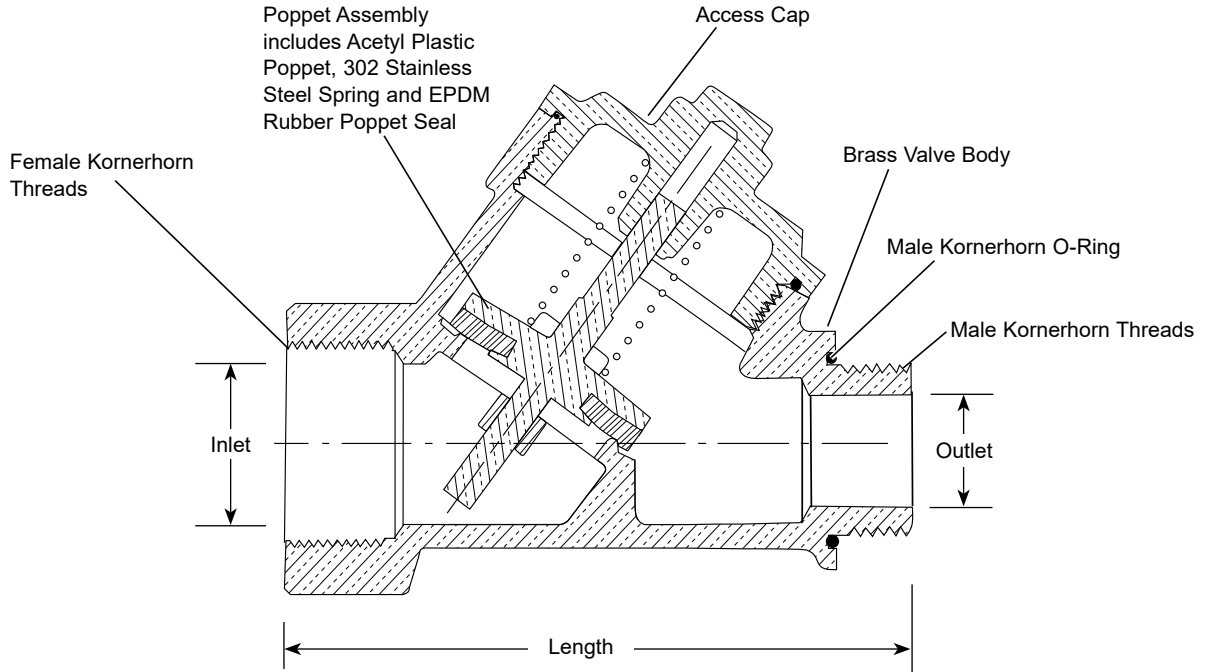 Poppet Assembly
includes Acetyl Plastic
Poppet, 302 Stainless
Steel Spring and EPDM
Rubber Poppet Seal
Access Cap
Female Kornerhorn
Threads
Brass Valve Body
Male Kornerhorn O-Ring
Male Kornerhorn Threads
Inlet
Outlet
Length